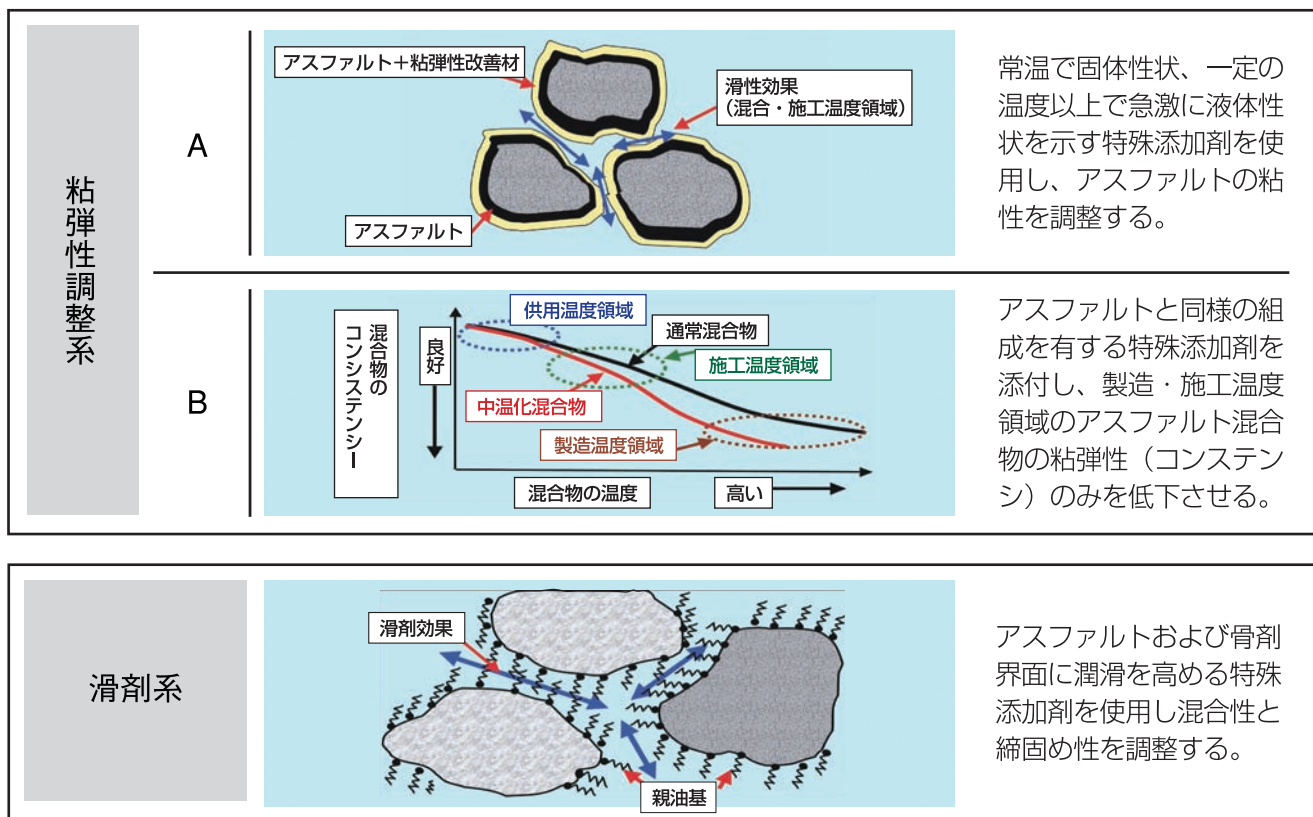 粘弾性調整系
A
アスファルト+粘弾性改善材
滑性効果
（混合・施工温度領域）
アスファルト
常温で固体性状、一定の
温度以上で急激に液体性
状を示す特殊添加剤を使
用し、アスファルトの粘
性を調整する。
B
混合物の
コンシステンシー
良好
供用温度領域
通常混合物
施工温度領域
中温化混合物
製造温度領域
混合物の温度
高い
アスファルトと同様の組
成を有する特殊添加剤を
添付し、製造・施工温度
領域のアスファルト混合
物の粘弾性（コンステン
シ）のみを低下させる。
滑剤系
滑剤効果
親油基
アスファルトおよび骨剤
界面に潤滑を高める特殊
添加剤を使用し混合性と
締固め性を調整する。